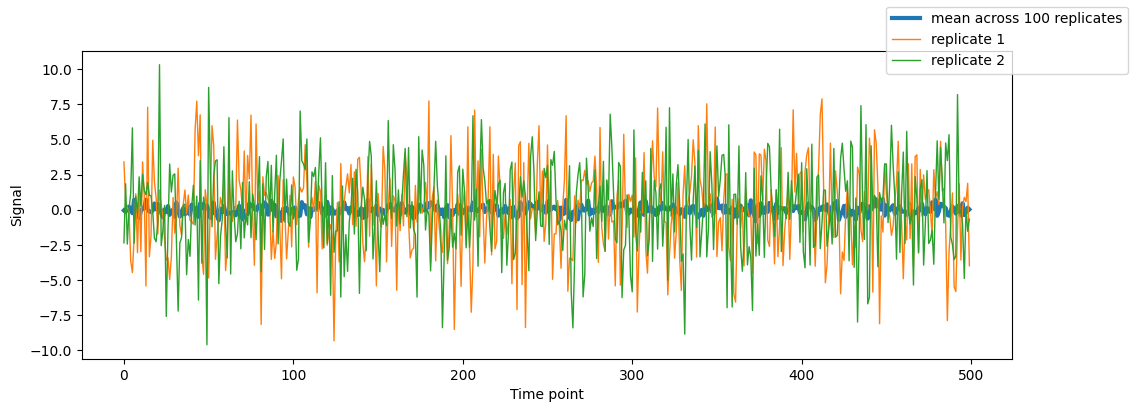 mean across 100 replicates
replicate 1
replicate 2
10.0
7.5
5.0
2.5
0.0
−2.5
−5.0
−7.5
−10.0
Signal
0 100 200 300 400 500
Time point